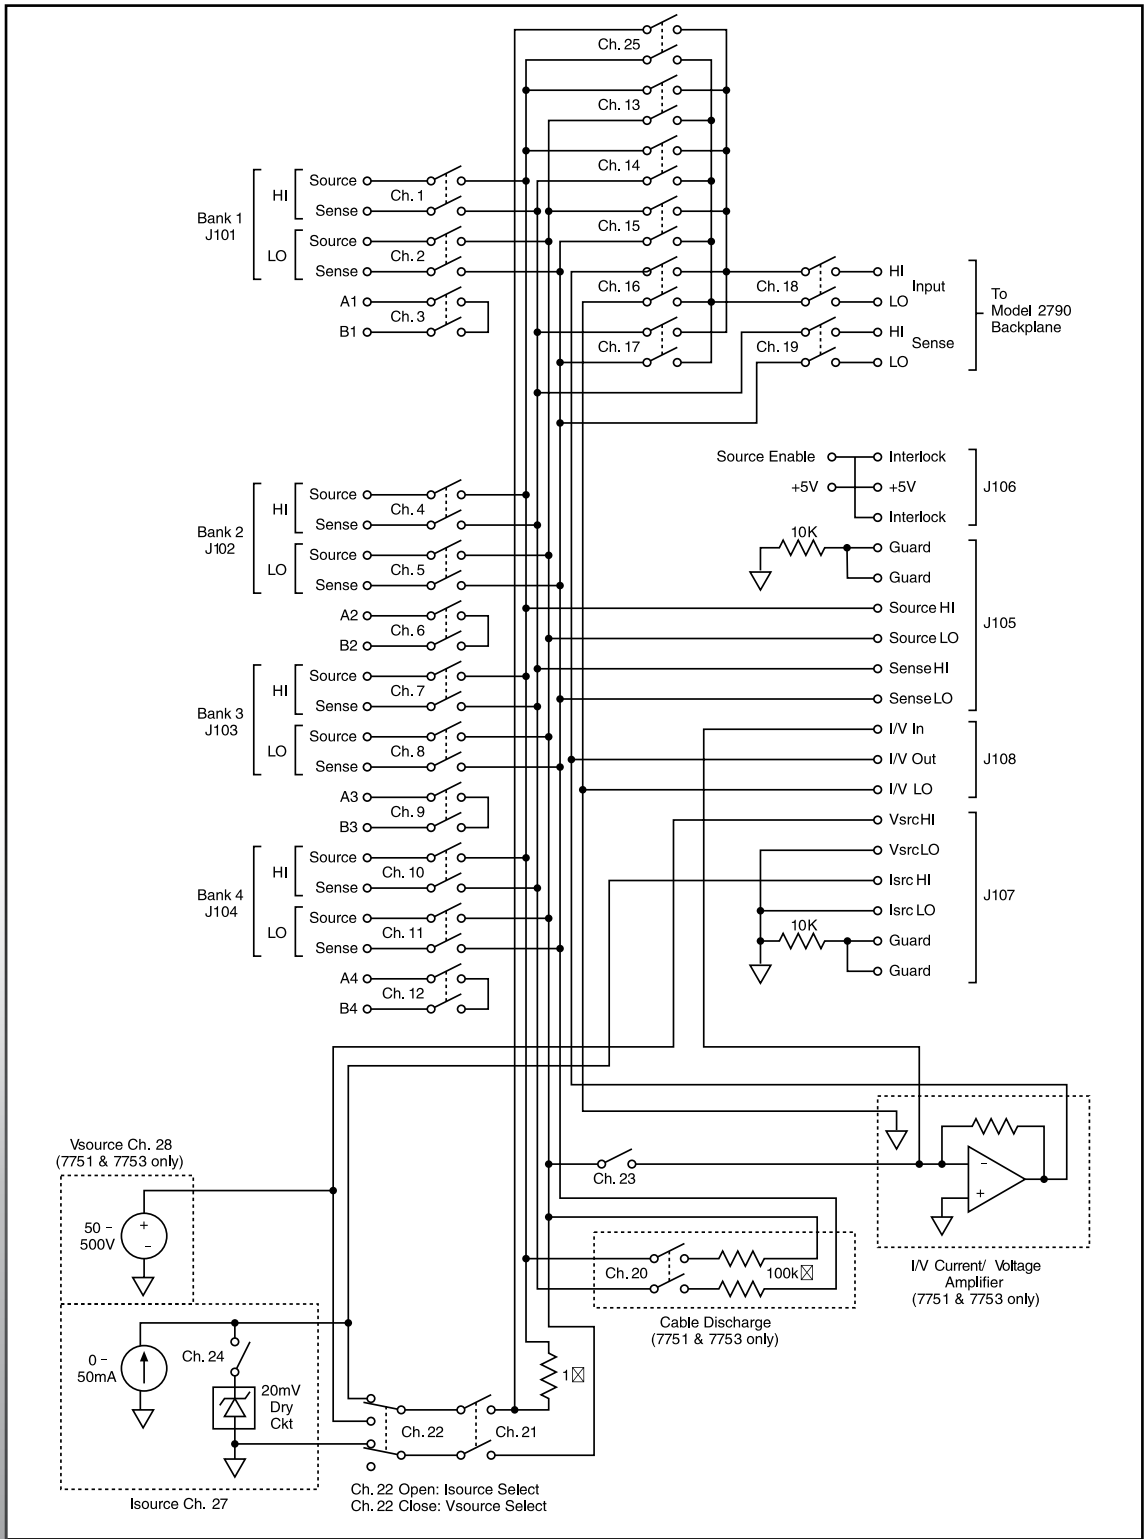 Ch. 25
Ch. 13
Ch. 14
Ch. 15
Ch. 16
Ch. 17
Bank 1
J101
HI
Source
Sense
Ch. 1
LO
Source
Sense
Ch. 2
A1
B1
Ch. 3
Ch. 18
HI
Input
LO
Ch. 19
HI
Sense
LO
To
Model 2790
Backplane
Bank 2
J102
HI
Source
Sense
Ch. 4
LO
Source
Sense
Ch. 5
A2
B2
Ch. 6
Bank 3
J103
HI
Source
Sense
Ch. 7
LO
Source
Sense
Ch. 8
A3
B3
Ch. 9
Bank 4
J104
HI
Source
Sense
Ch. 10
LO
Source
Sense
Ch. 11
A4
B4
Ch. 12
Source Enable
Interlock
+5V
+5V
Interlock
J106
10K
Guard
Guard
Source HI
Source LO
Sense HI
Sense LO
J105
I/V In
I/V Out
I/V LO
J108
Vsrc HI
Vsrc LO
Isrc HI
Isrc LO
10K
Guard
Guard
J107
Vsource Ch. 28
(7751 & 7753 only)
50 –
500V
+
–
0 –
50mA
Ch. 24
20mV
Dry
Ckt
Isource Ch. 27
Ch. 22
Ch. 21
1
Ch. 22 Open: Isource Select
Ch. 22 Close: Vsource Select
Ch. 23
Ch. 20
100k
Cable Discharge
(7751 & 7753 only)
–
+
I/V Current/ Voltage
Amplifier
(7751 & 7753 only)